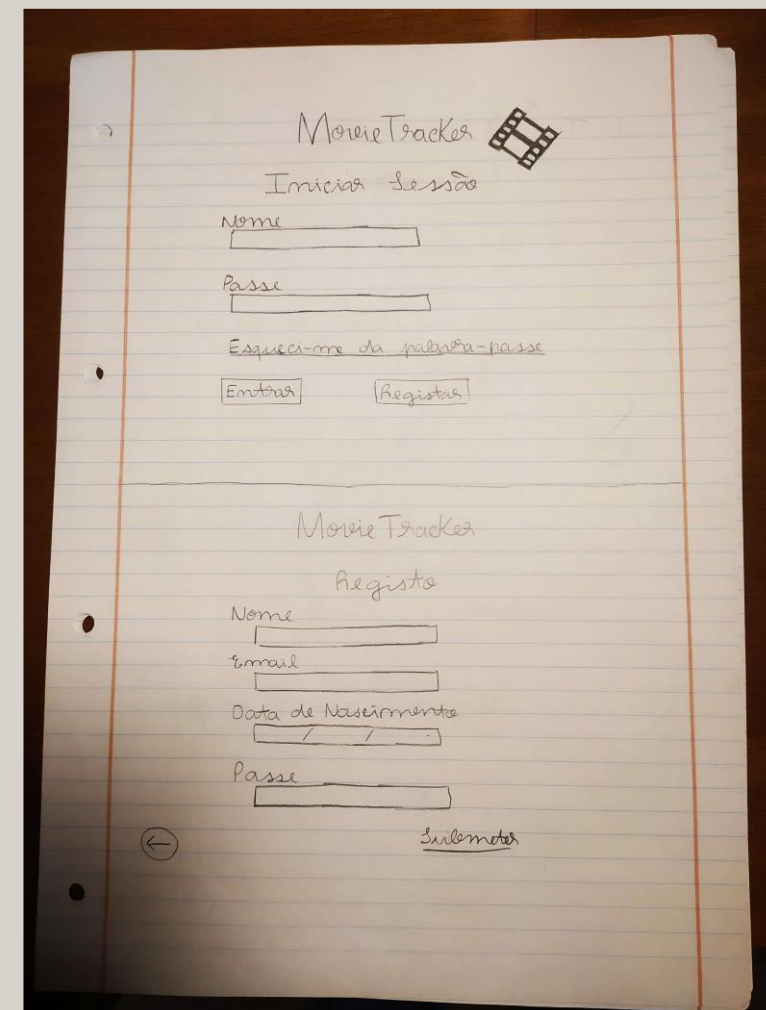 MovieTracker
Iniciar Sessão
Nome
Passe
Esqueci-me da palavra-passe
Entrar Registar
MovieTracker
Registo
Nome
Email
Data de Nascimento
/ /
Passe
Submeter